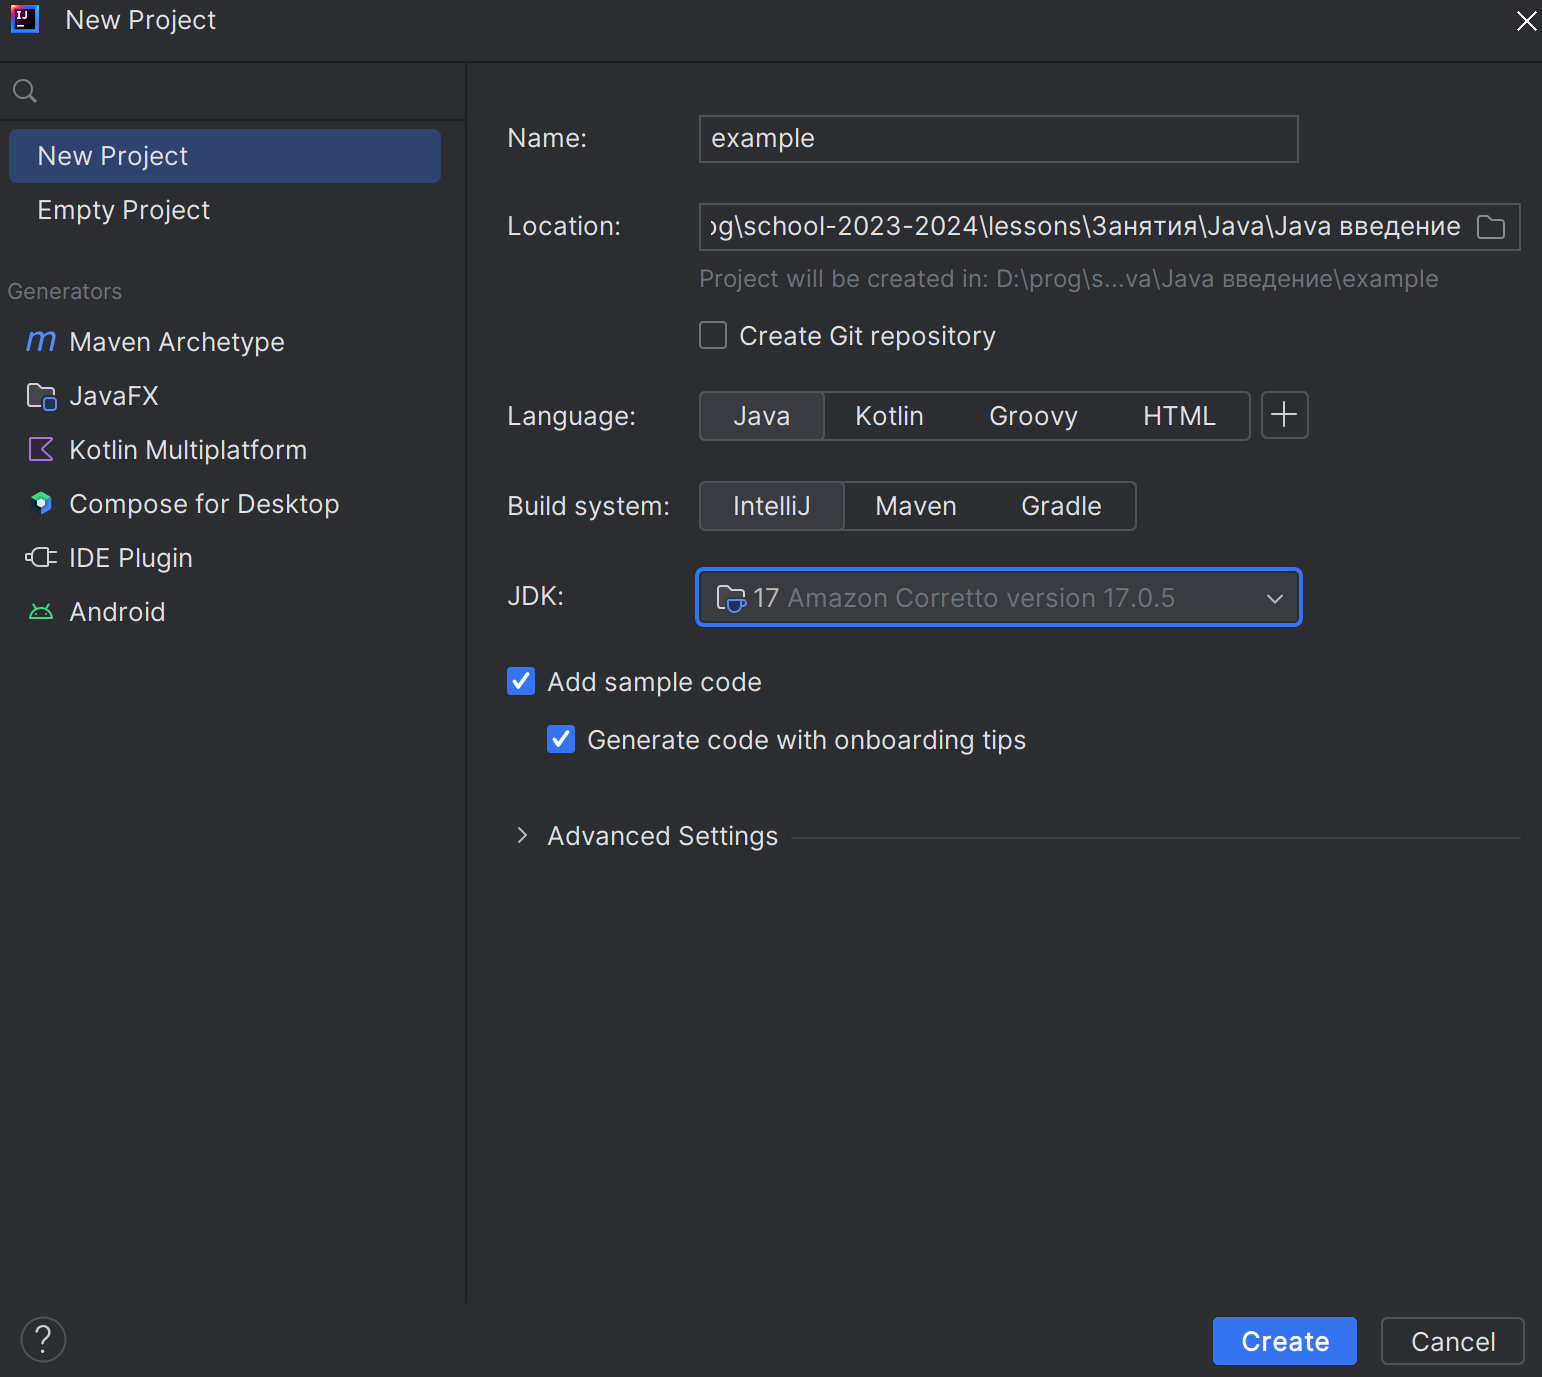 New Project
New Project
Empty Project
Generators
Maven Archetype
JavaFX
Kotlin Multiplatform
Compose for Desktop
IDE Plugin
Android
Name: example
Location: og\school-2023-2024\lessons\Занятия\Java\Java введение
Project will be created in: D:\prog\s...va\Java введение\example
Create Git repository
Language: Java Kotlin Groovy HTML
Build system: IntelliJ Maven Gradle
JDK: 17 Amazon Corretto version 17.0.5
Add sample code
Generate code with onboarding tips
Advanced Settings
? Create Cancel